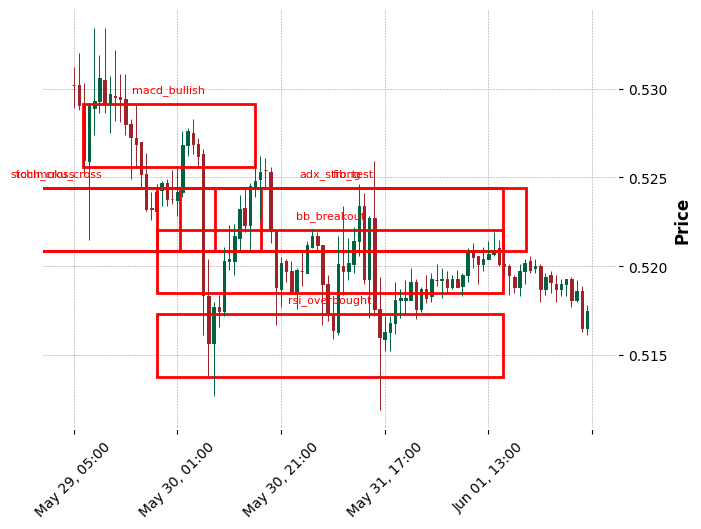 macd_bullish
adx_strong
bb_breakout
rsi_overbought
0.530
0.525
0.520
0.515
Price
May 29, 05:00
May 30, 01:00
May 30, 21:00
May 31, 17:00
Jun 01, 13:00